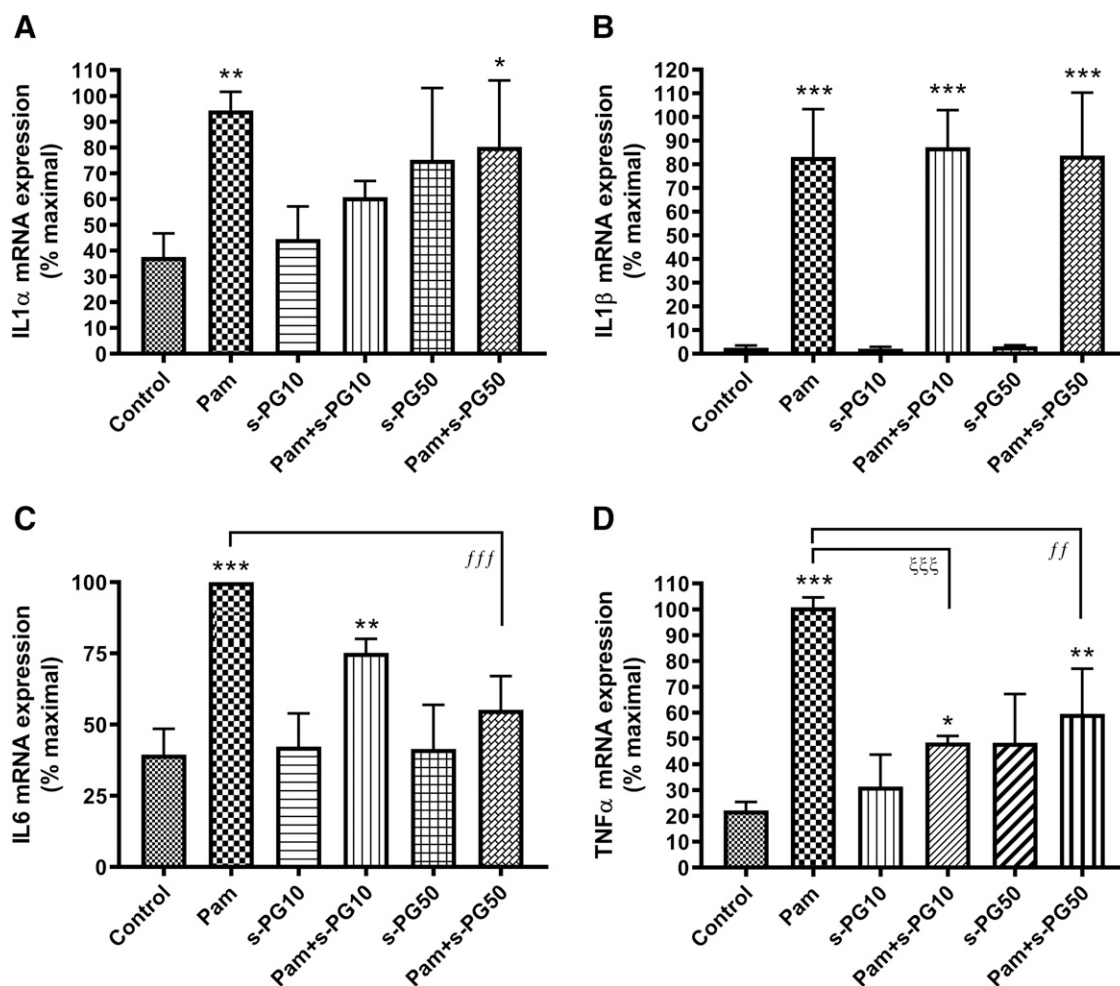 A
IL1α mRNA expression
(% maximal)
110
100
90
80
70
60
50
40
30
20
10
0
**
*
Control
Pam
s-PG10
Pam+s-PG10
s-PG50
Pam+s-PG50
B
IL1β mRNA expression
(% maximal)
120
110
100
90
80
70
60
50
40
30
20
10
0
***
***
***
Control
Pam
s-PG10
Pam+s-PG10
s-PG50
Pam+s-PG50
C
IL6 mRNA expression
(% maximal)
100
75
50
25
0
***
**
fff
Control
Pam
s-PG10
Pam+s-PG10
s-PG50
Pam+s-PG50
D
TNFα mRNA expression
(% maximal)
110
100
90
80
70
60
50
40
30
20
10
0
***
ξξξ
*
ff
**
Control
Pam
s-PG10
Pam+s-PG10
s-PG50
Pam+s-PG50